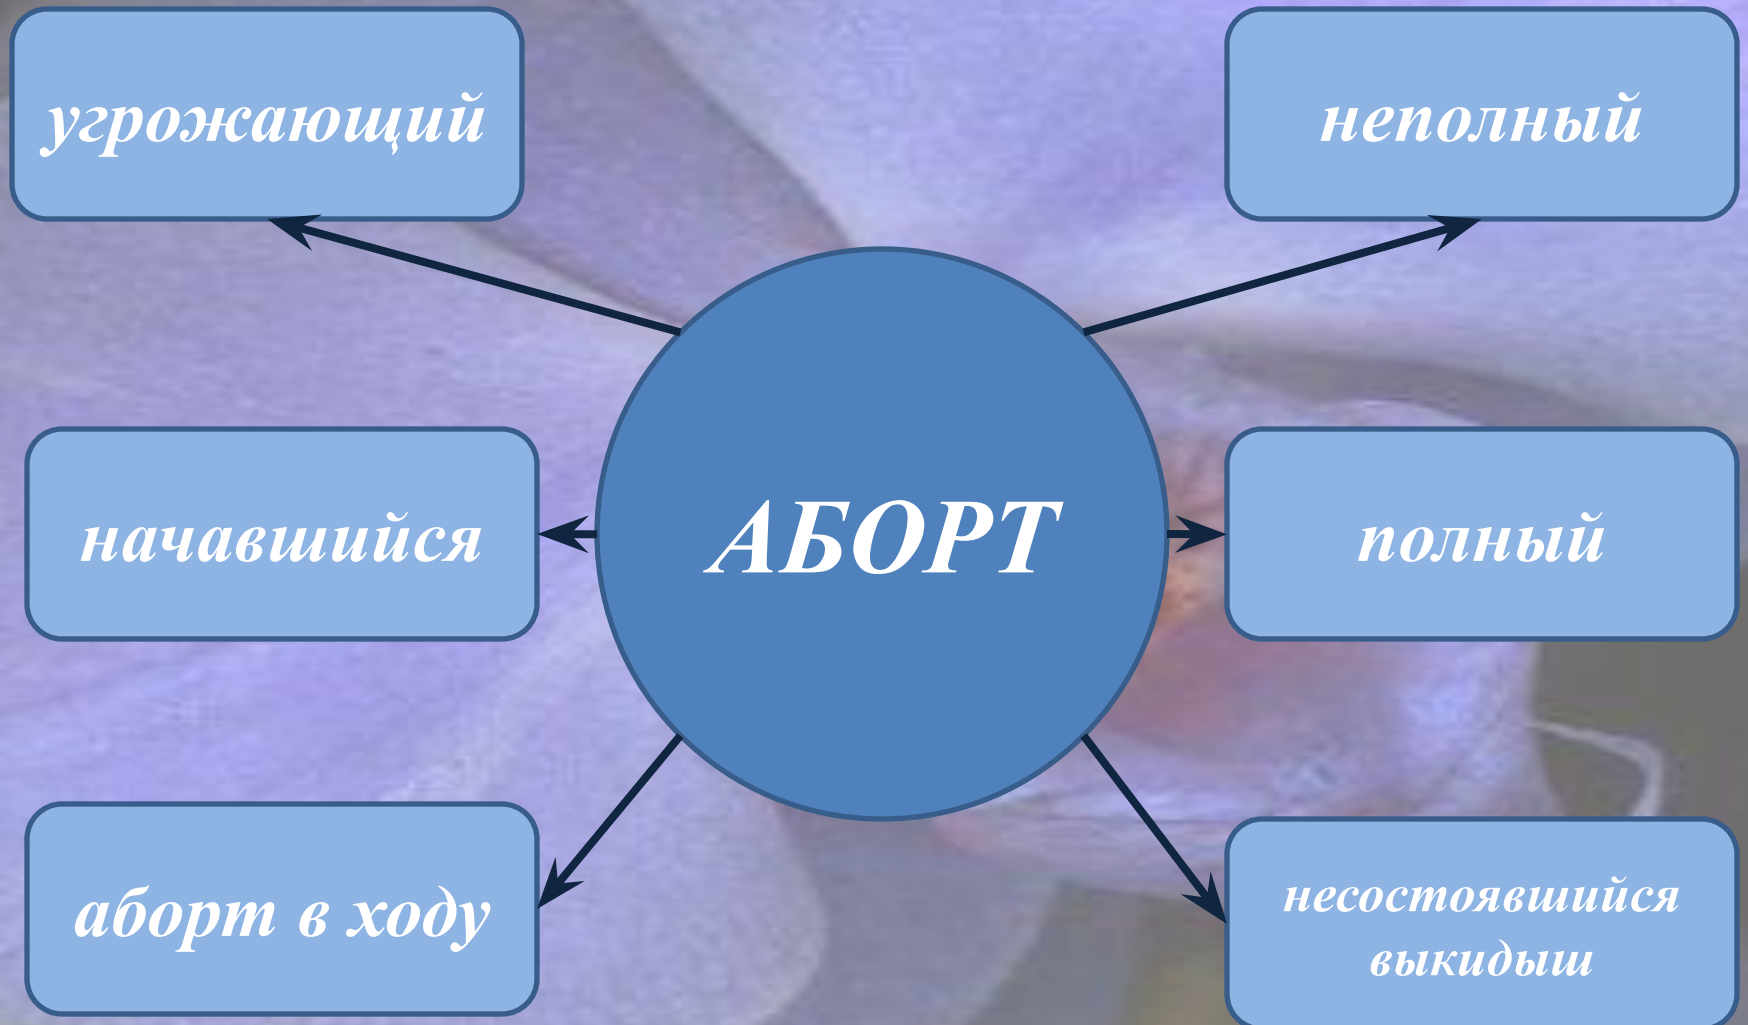 угрожающий
неполный
начавшийся
АБОРТ
полный
аборт в ходу
несостоявшийся
выкидыш